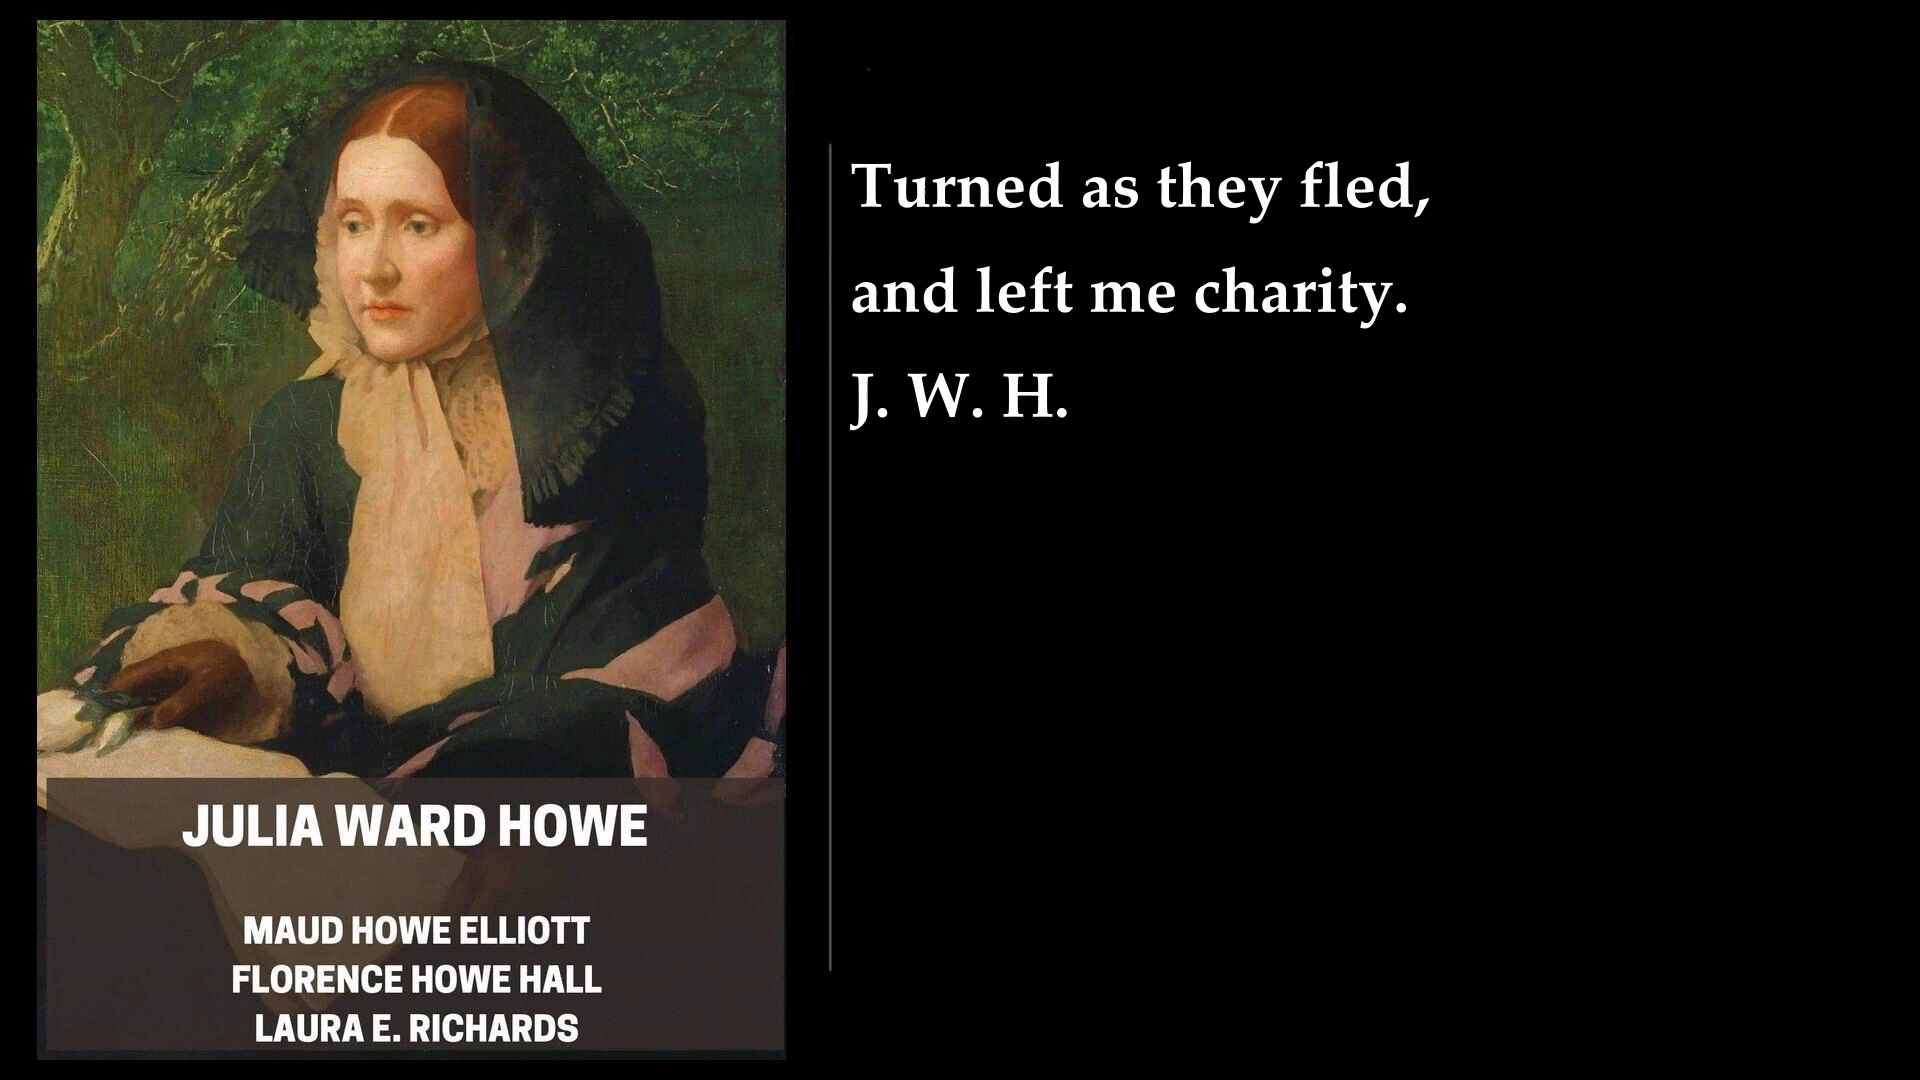 Turned as they fled,
and left me charity.
J. W. H.
JULIA WARD HOWE
MAUD HOWE ELLIOTT
FLORENCE HOWE HALL
LAURA E. RICHARDS